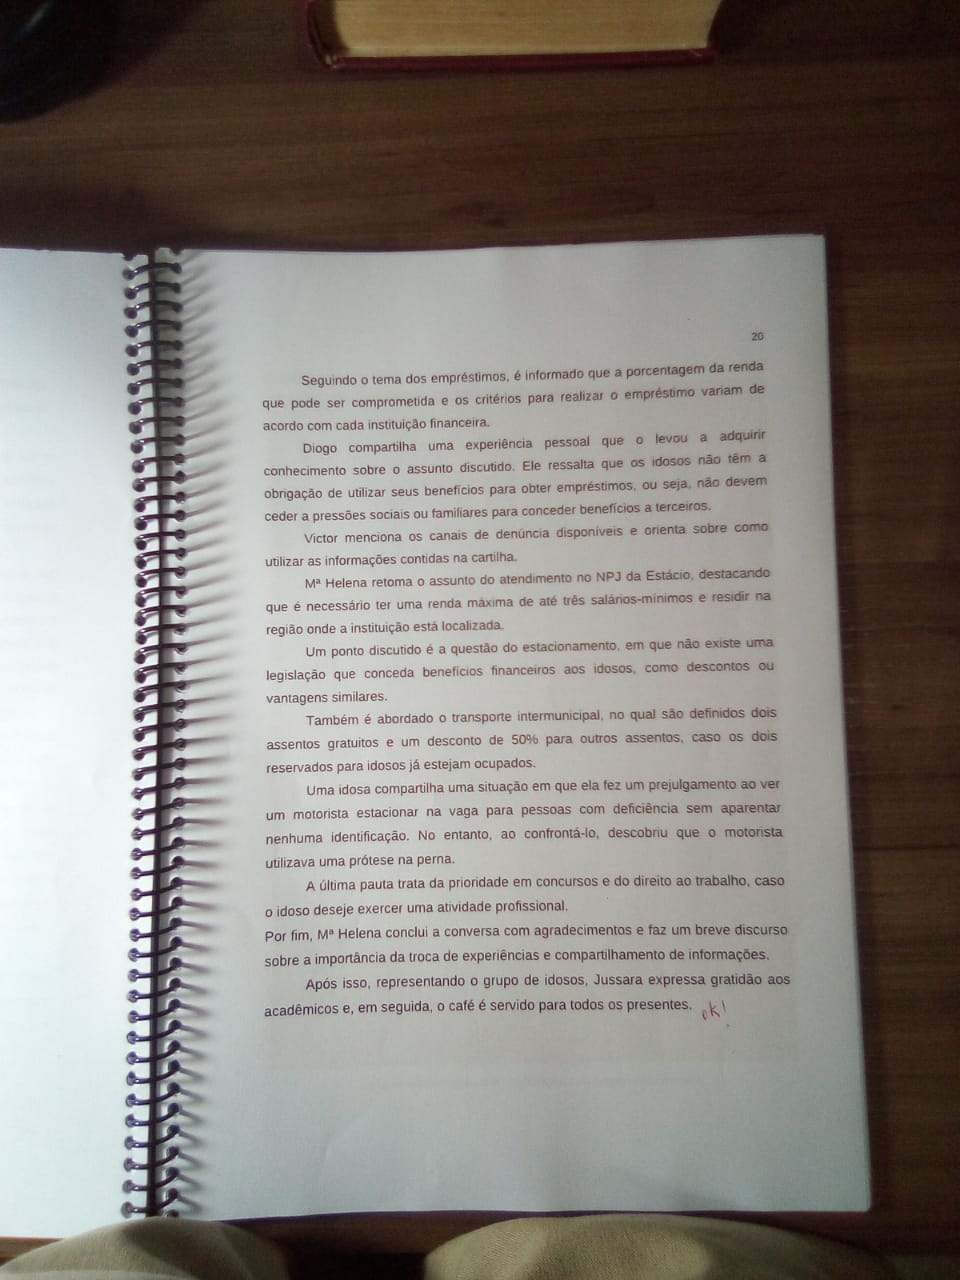 20
Seguindo o tema dos empréstimos, é informado que a porcentagem da renda
que pode ser comprometida e os critérios para realizar o empréstimo variam de
acordo com cada instituição financeira.
Diogo compartilha uma experiência pessoal que o levou a adquirir
conhecimento sobre o assunto discutido. Ele ressalta que os idosos não têm a
obrigação de utilizar seus benefícios para obter empréstimos, ou seja, não devem
ceder a pressões sociais ou familiares para conceder benefícios a terceiros.
Victor menciona os canais de denúncia disponíveis e orienta sobre como
utilizar as informações contidas na cartilha.
Mª Helena retoma o assunto do atendimento no NPJ da Estácio, destacando
que é necessário ter uma renda máxima de até três salários-mínimos e residir na
região onde a instituição está localizada.
Um ponto discutido é a questão do estacionamento, em que não existe uma
legislação que conceda benefícios financeiros aos idosos, como descontos ou
vantagens similares.
Também é abordado o transporte intermunicipal, no qual são definidos dois
assentos gratuitos e um desconto de 50% para outros assentos, caso os dois
reservados para idosos já estejam ocupados.
Uma idosa compartilha uma situação em que ela fez um prejulgamento ao ver
um motorista estacionar na vaga para pessoas com deficiência sem aparentar
nenhuma identificação. No entanto, ao confrontá-lo, descobriu que o motorista
utilizava uma prótese na perna.
A última pauta trata da prioridade em concursos e do direito ao trabalho, caso
o idoso deseje exercer uma atividade profissional.
Por fim, Mª Helena conclui a conversa com agradecimentos e faz um breve discurso
sobre a importância da troca de experiências e compartilhamento de informações.
Após isso, representando o grupo de idosos, Jussara expressa gratidão aos
acadêmicos e, em seguida, o café é servido para todos os presentes. ok!